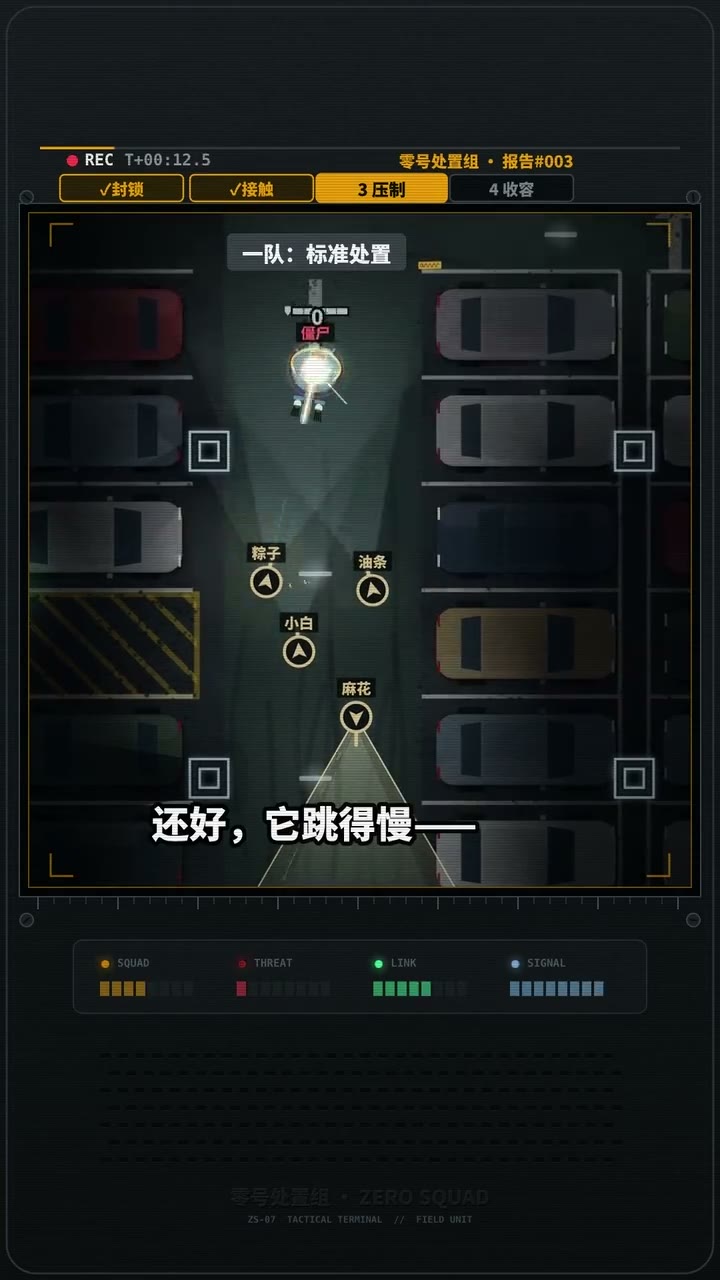 REC T+00:12.5
零号处置组 · 报告#003
✓封锁
✓接触
3 压制
4 收容
一队：标准处置
0
僵尸
粽子
油条
小白
麻花
还好，它跳得慢——
SQUAD
THREAT
LINK
SIGNAL
零号处置组 · ZERO SQUAD
ZS-07 TACTICAL TERMINAL // FIELD UNIT